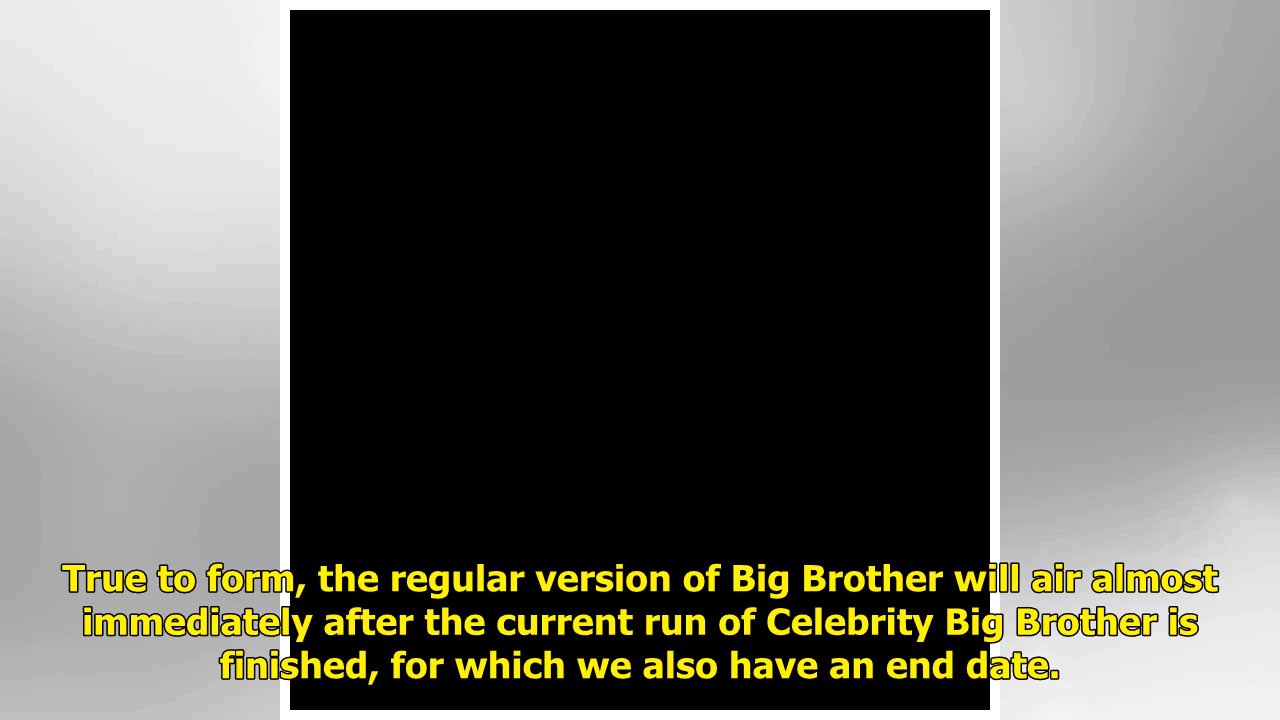 True to form, the regular version of Big Brother will air almost
immediately after the current run of Celebrity Big Brother is
finished, for which we also have an end date.